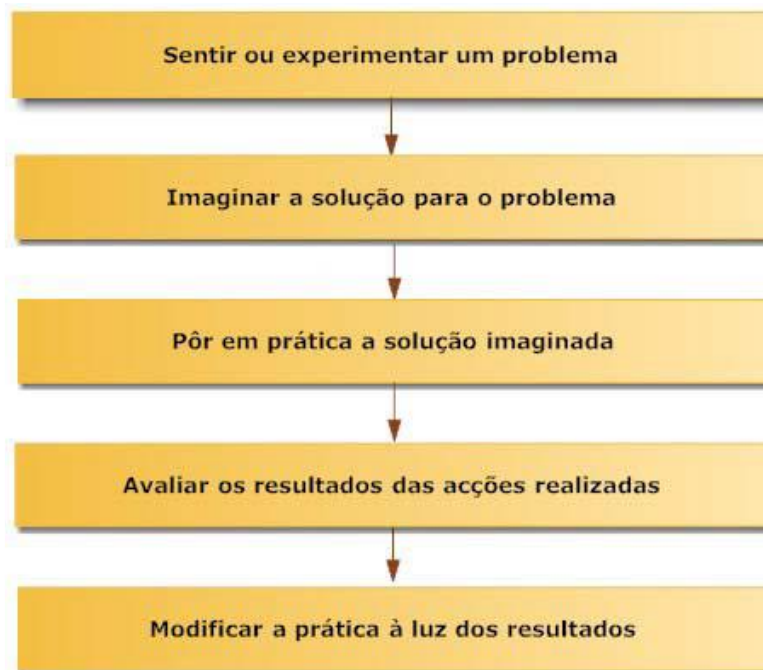 Sentir ou experimentar um problema
Imaginar a solução para o problema
Pôr em prática a solução imaginada
Avaliar os resultados das acções realizadas
Modificar a prática à luz dos resultados